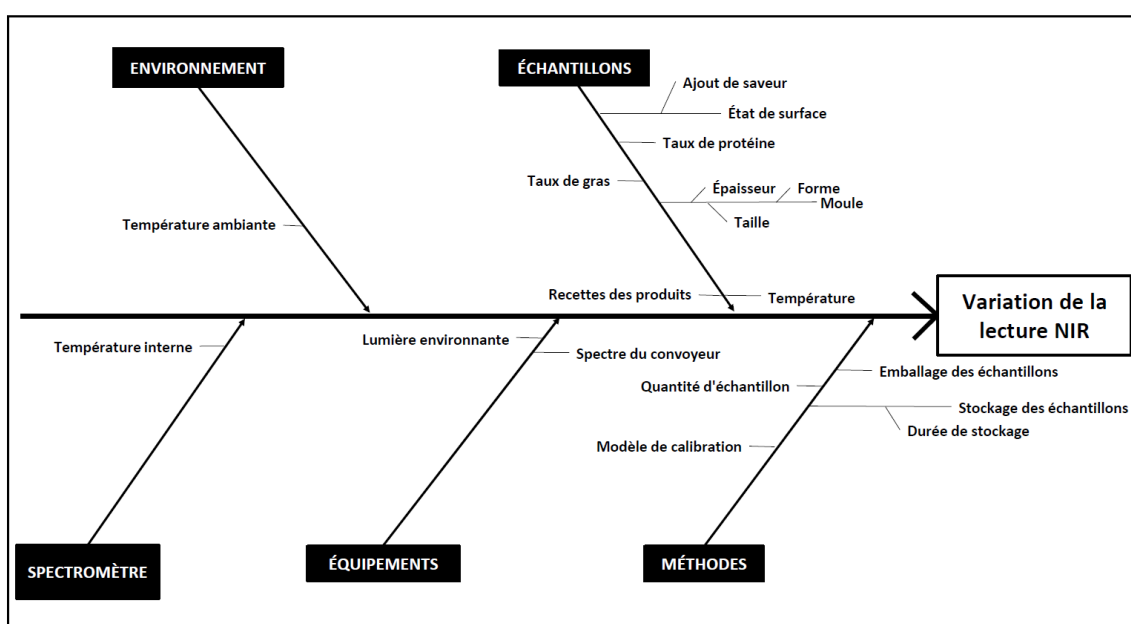 ENVIRONNEMENT
ÉCHANTILLONS
Ajout de saveur
État de surface
Taux de protéine
Taux de gras
Épaisseur
Forme
Moule
Taille
Température ambiante
Recettes des produits
Température
Variation de la
lecture NIR
Température interne
Lumière environnante
Spectre du convoyeur
Emballage des échantillons
Quantité d'échantillon
Stockage des échantillons
Durée de stockage
Modèle de calibration
SPECTROMÈTRE
ÉQUIPEMENTS
MÉTHODES